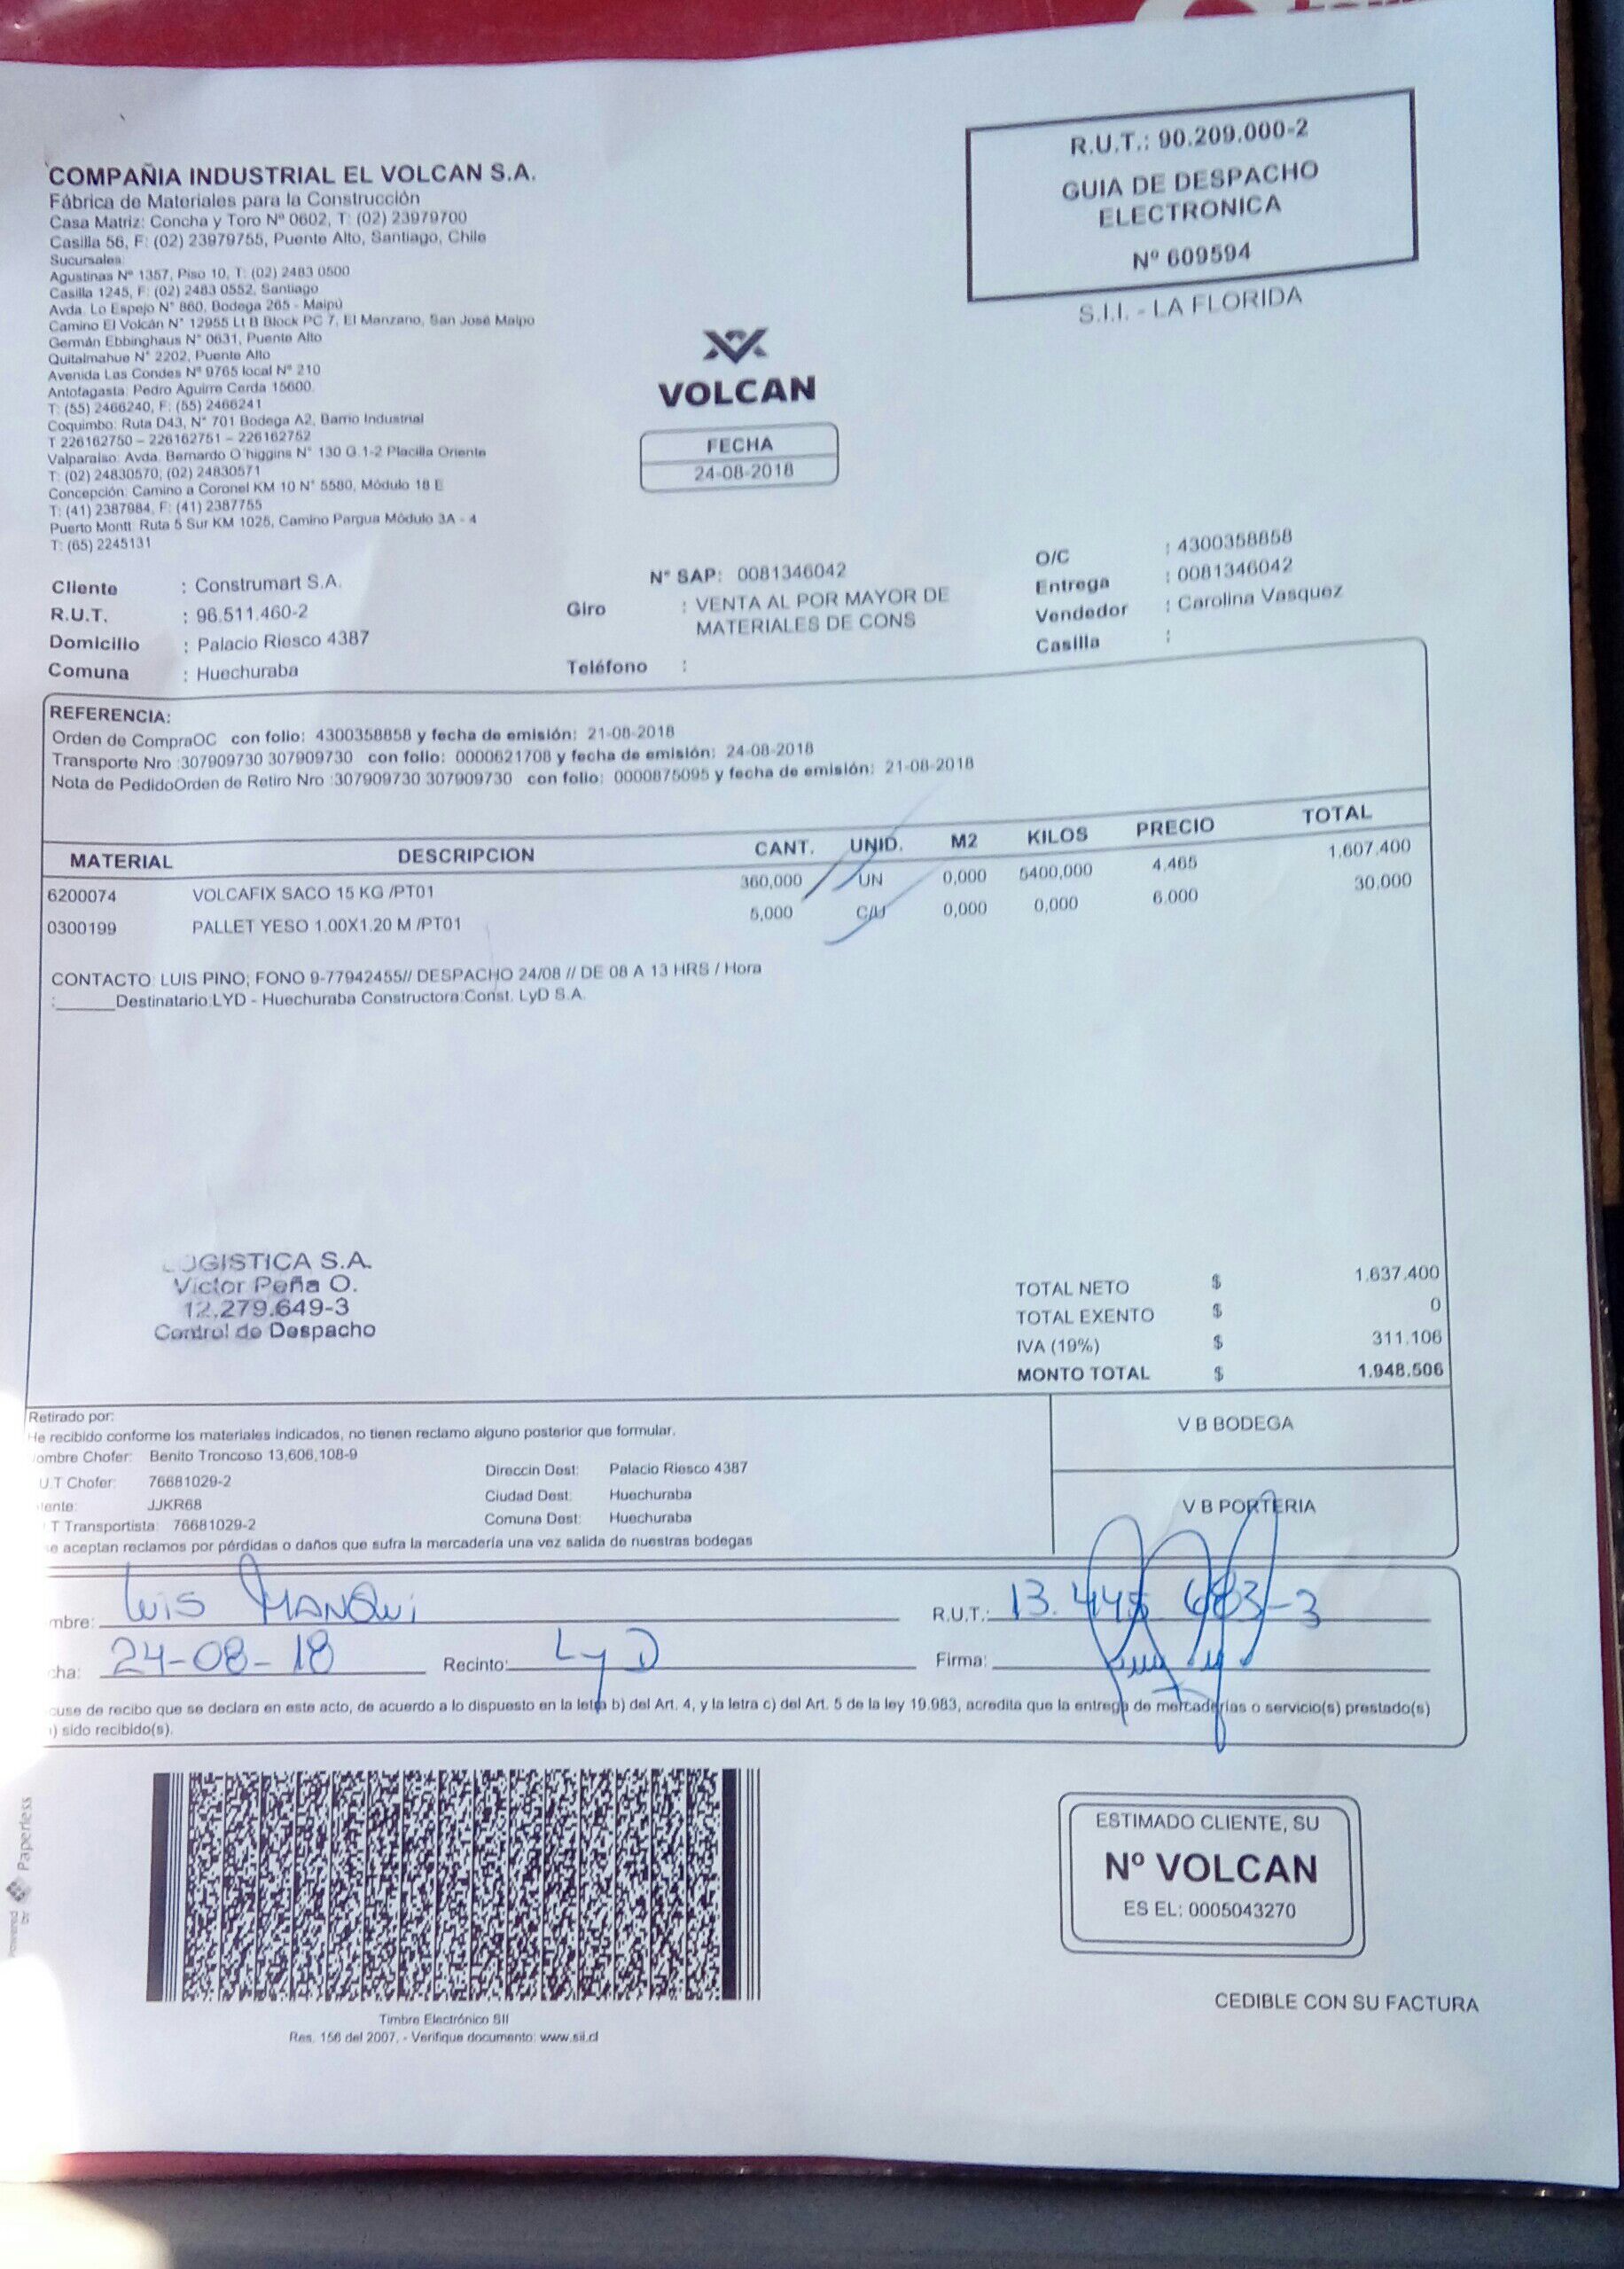 R.U.T.: 90.209.000-2
GUIA DE DESPACHO
ELECTRONICA
Nº 609594
S.I.I. - LA FLORIDA
COMPAÑIA INDUSTRIAL EL VOLCAN S.A.
Fábrica de Materiales para la Construcción
Casa Matriz: Concha y Toro Nº 0602, T: (02) 23979700
Casilla 56, F: (02) 23979755, Puente Alto, Santiago, Chile
Sucursales:
Agustinas Nº 1357, Piso 10, T: (02) 2483 0500
Casilla 1245, F: (02) 2483 0552, Santiago
Avda. Lo Espejo N° 860, Bodega 265 - Maipú
Camino El Volcán N° 12955 Lt B Block PC 7, El Manzano, San José Maipo
Germán Ebbinghaus N° 0631, Puente Alto
Quitalmahue N° 2202, Puente Alto
Avenida Las Condes Nº 9765 local Nº 210
Antofagasta: Pedro Aguirre Cerda 15600.
T: (55) 2466240, F: (55) 2466241
Coquimbo: Ruta D43, N° 701 Bodega A2, Barrio Industrial
T 226162750 – 226162751 – 226162752
Valparaíso: Avda. Bernardo O´higgins N° 130 G.1-2 Placilla Oriente
T: (02) 24830570; (02) 24830571
Concepción: Camino a Coronel KM 10 N° 5580, Módulo 18 E
T: (41) 2387984, F: (41) 2387755
Puerto Montt: Ruta 5 Sur KM 1025, Camino Pargua Módulo 3A - 4
T: (65) 2245131
VOLCAN
FECHA
24-08-2018
Cliente : Construmart S.A.
R.U.T. : 96.511.460-2
Domicilio : Palacio Riesco 4387
Comuna : Huechuraba
N° SAP: 0081346042
Giro : VENTA AL POR MAYOR DE
MATERIALES DE CONS
Teléfono :
O/C : 4300358858
Entrega : 0081346042
Vendedor : Carolina Vasquez
Casilla :
REFERENCIA:
Orden de CompraOC con folio: 4300358858 y fecha de emisión: 21-08-2018
Transporte Nro :307909730 307909730 con folio: 0000621708 y fecha de emisión: 24-08-2018
Nota de PedidoOrden de Retiro Nro :307909730 307909730 con folio: 0000875095 y fecha de emisión: 21-08-2018
MATERIAL DESCRIPCION CANT. UNID. M2 KILOS PRECIO TOTAL
6200074 VOLCAFIX SACO 15 KG /PT01 360,000 UN 0,000 5400,000 4.465 1.607.400
0300199 PALLET YESO 1.00X1.20 M /PT01 5,000 C/U 0,000 0,000 6.000 30.000
CONTACTO: LUIS PINO; FONO 9-77942455// DESPACHO 24/08 // DE 08 A 13 HRS / Hora
:______Destinatario:LYD - Huechuraba Constructora:Const. LyD S.A.
LOGISTICA S.A.
Victor Peña O.
12.279.649-3
Control de Despacho
TOTAL NETO $ 1.637.400
TOTAL EXENTO $ 0
IVA (19%) $ 311.106
MONTO TOTAL $ 1.948.506
Retirado por:
He recibido conforme los materiales indicados, no tienen reclamo alguno posterior que formular.
ombre Chofer: Benito Troncoso 13,606,108-9
U.T Chofer: 76681029-2
tente: JJKR68
T Transportista: 76681029-2
Direccin Dest: Palacio Riesco 4387
Ciudad Dest: Huechuraba
Comuna Dest: Huechuraba
se aceptan reclamos por pérdidas o daños que sufra la mercadería una vez salida de nuestras bodegas
V B BODEGA
V B PORTERIA
mbre: Luis Manqui R.U.T.: 13.445 683-3
cha: 24-08-18 Recinto: LyD Firma:
cuse de recibo que se declara en este acto, de acuerdo a lo dispuesto en la letra b) del Art. 4, y la letra c) del Art. 5 de la ley 19.983, acredita que la entrega de mercaderías o servicio(s) prestado(s)
) sido recibido(s).
Powered by Paperless
Timbre Electrónico SII
Res. 156 del 2007, - Verifique documento: www.sii.cl
ESTIMADO CLIENTE, SU
Nº VOLCAN
ES EL: 0005043270
CEDIBLE CON SU FACTURA